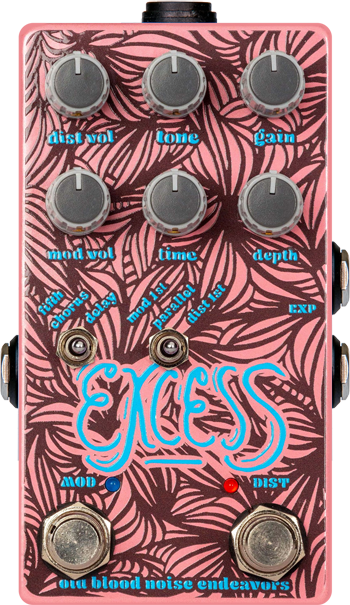 dist vol tone gain
mod vol time depth
fifth chorus delay mod 1st parallel dist 1st
EXP
EXCESS
MOD DIST
old blood noise endeavors